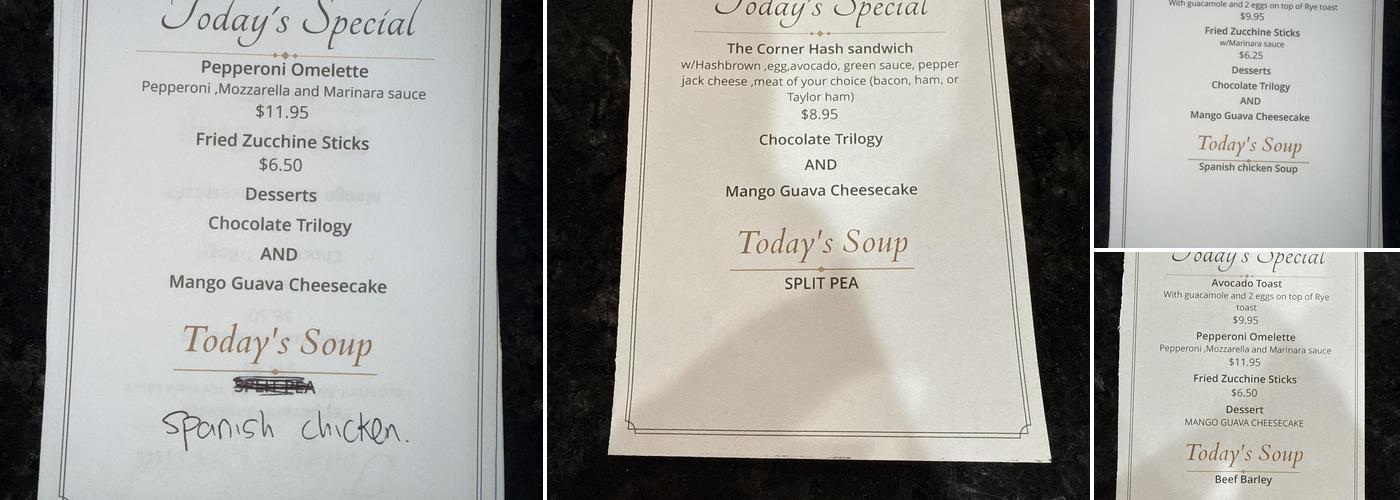 Today's Special
Pepperoni Omelette
Pepperoni ,Mozzarella and Marinara sauce
$11.95
Fried Zucchine Sticks
$6.50
Desserts
Chocolate Trilogy
AND
Mango Guava Cheesecake
Today's Soup
SPLIT PEA
Spanish chicken.
Today's Special
The Corner Hash sandwich
w/Hashbrown ,egg,avocado, green sauce, pepper
jack cheese ,meat of your choice (bacon, ham, or
Taylor ham)
$8.95
Chocolate Trilogy
AND
Mango Guava Cheesecake
Today's Soup
SPLIT PEA
With guacamole and 2 eggs on top of Rye toast
$9.95
Fried Zucchine Sticks
w/Marinara sauce
$6.25
Desserts
Chocolate Trilogy
AND
Mango Guava Cheesecake
Today's Soup
Spanish chicken Soup
Today's Special
Avocado Toast
With guacamole and 2 eggs on top of Rye
toast
$9.95
Pepperoni Omelette
Pepperoni ,Mozzarella and Marinara sauce
$11.95
Fried Zucchine Sticks
$6.50
Dessert
MANGO GUAVA CHEESECAKE
Today's Soup
Beef Barley